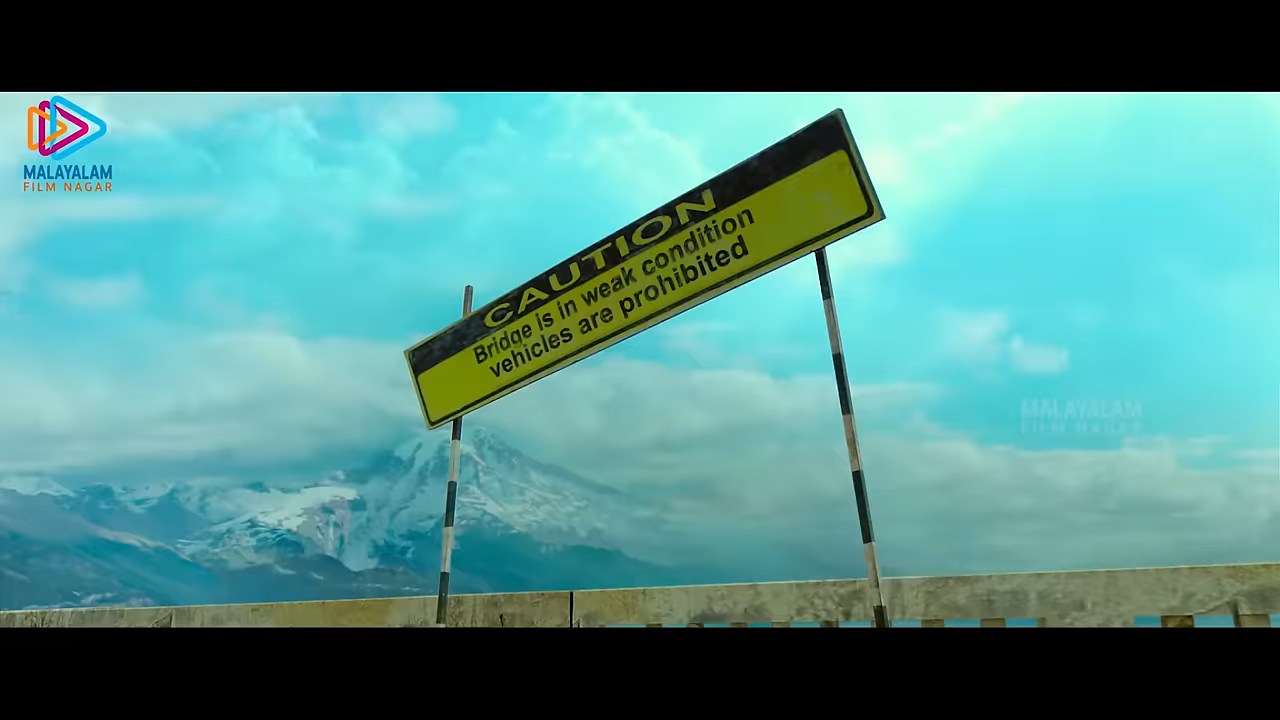 MALAYALAM
FILM NAGAR
CAUTION
Bridge is in weak condition
vehicles are prohibited
MALAYALAM
FILM NAGAR